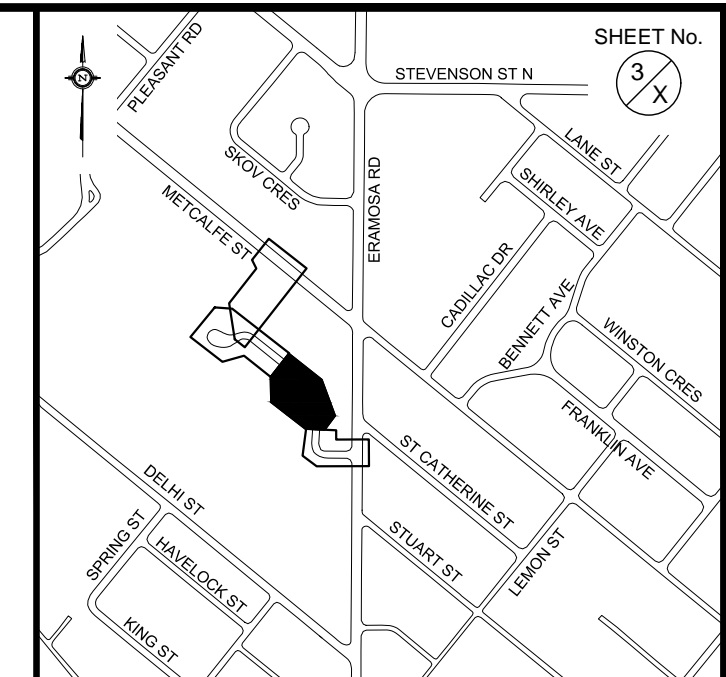 SHEET No.
3
X
N
PLEASANT RD
STEVENSON ST N
LANE ST
SKOV CRES
ERAMOSA RD
SHIRLEY AVE
METCALFE ST
CADILLAC DR
BENNETT AVE
WINSTON CRES
FRANKLIN AVE
ST CATHERINE ST
DELHI ST
STUART ST
LEMON ST
SPRING ST
HAVELOCK ST
KING ST